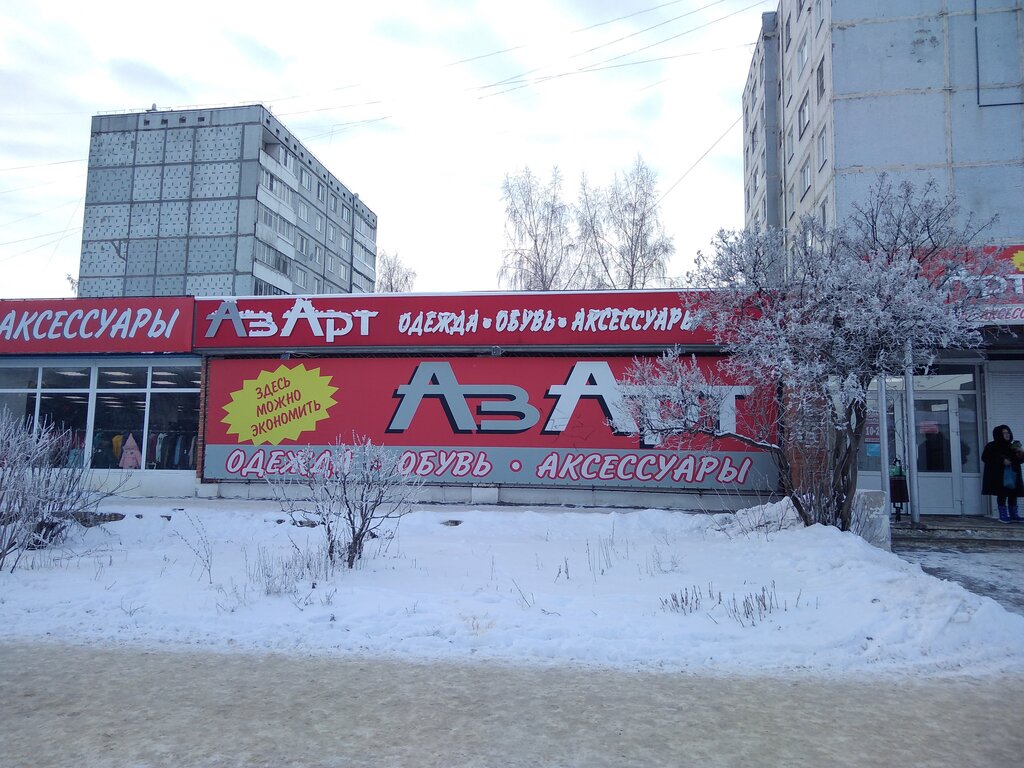 АКСЕССУАРЫ
АзАрт ОДЕЖДА • ОБУВЬ • АКСЕССУАРЫ
ЗДЕСЬ
МОЖНО
ЭКОНОМИТЬ
АзАрт
ОДЕЖДА • ОБУВЬ • АКСЕССУАРЫ